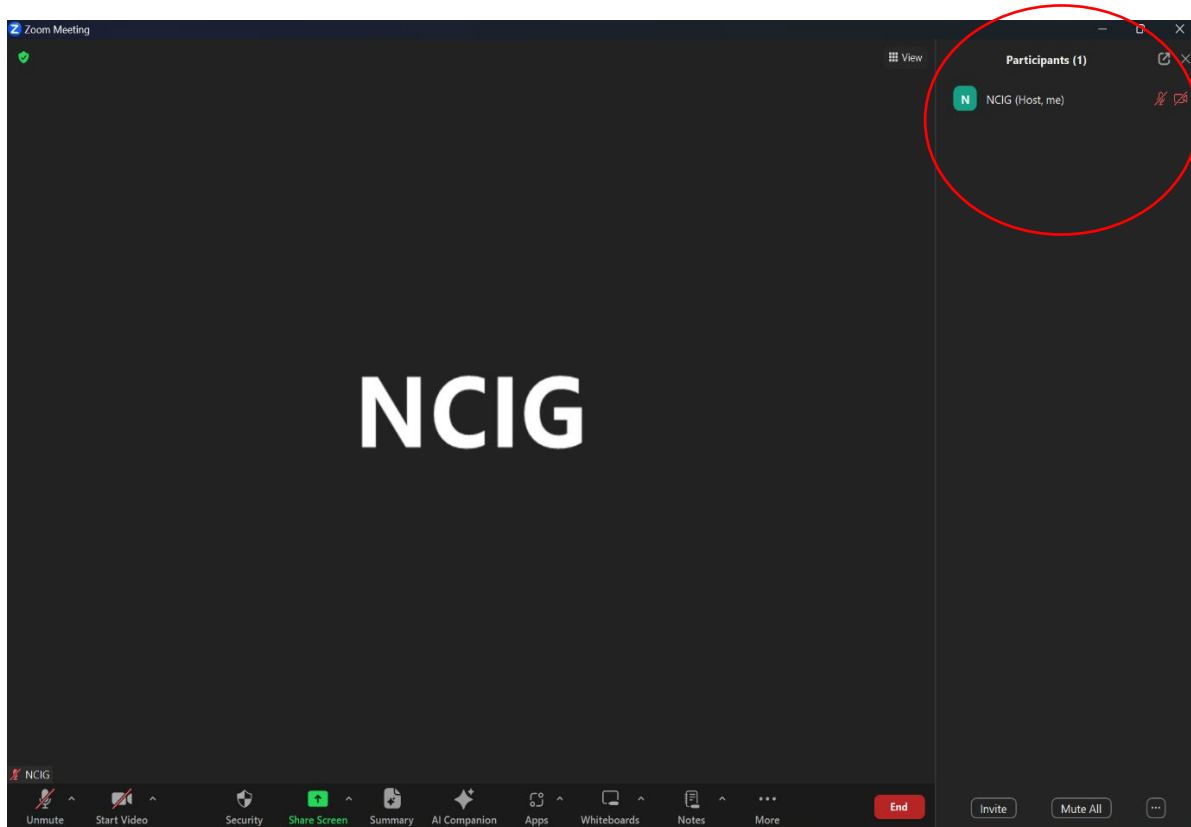 Zoom Meeting
View
Participants (1)
N NCIG (Host, me)
NCIG
NCIG
Unmute Start Video Security Share Screen Summary AI Companion Apps Whiteboards Notes More End
Invite Mute All